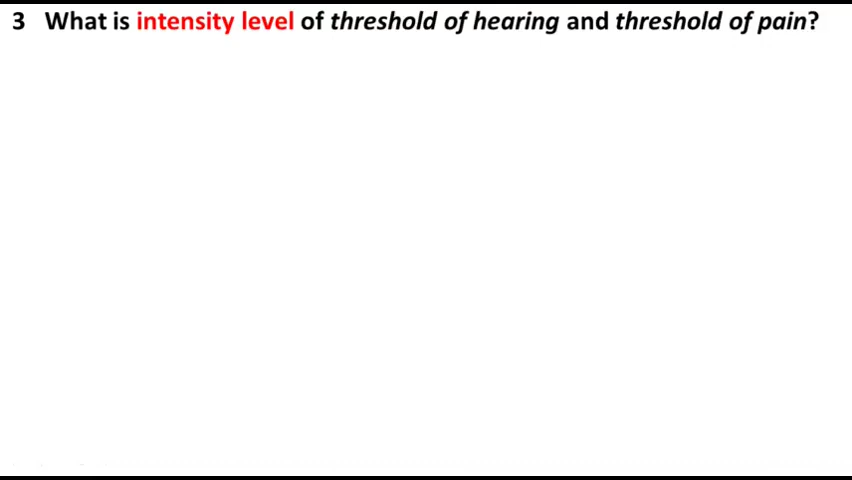 3 What is intensity level of threshold of hearing and threshold of pain?